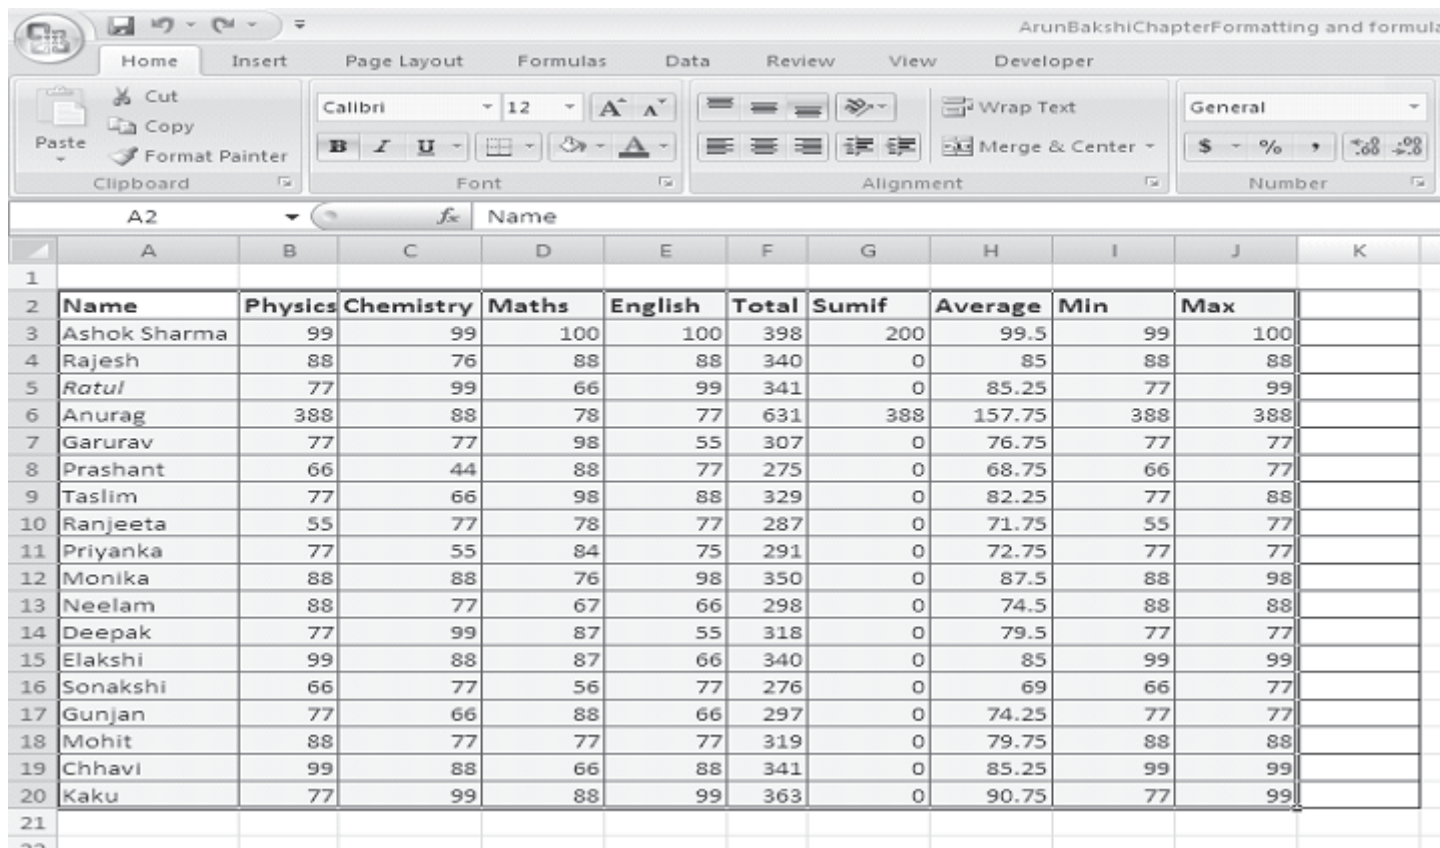 ArunBakshiChapterFormatting and formula
Home Insert Page Layout Formulas Data Review View Developer
Cut
Copy
Format Painter
Paste
Calibri 12 A A
Wrap Text
General
B I U A
Merge & Center
$ % , .00 .00
Clipboard Font Alignment Number
A2 fx Name
A B C D E F G H I J K
1
2 Name Physics Chemistry Maths English Total Sumif Average Min Max
3 Ashok Sharma 99 99 100 100 398 200 99.5 99 100
4 Rajesh 88 76 88 88 340 0 85 88 88
5 Ratul 77 99 66 99 341 0 85.25 77 99
6 Anurag 388 88 78 77 631 388 157.75 388 388
7 Garurav 77 77 98 55 307 0 76.75 77 77
8 Prashant 66 44 88 77 275 0 68.75 66 77
9 Taslim 77 66 98 88 329 0 82.25 77 88
10 Ranjeeta 55 77 78 77 287 0 71.75 55 77
11 Priyanka 77 55 84 75 291 0 72.75 77 77
12 Monika 88 88 76 98 350 0 87.5 88 98
13 Neelam 88 77 67 66 298 0 74.5 88 88
14 Deepak 77 99 87 55 318 0 79.5 77 77
15 Elakshi 99 88 87 66 340 0 85 99 99
16 Sonakshi 66 77 56 77 276 0 69 66 77
17 Gunjan 77 66 88 66 297 0 74.25 77 77
18 Mohit 88 77 77 77 319 0 79.75 88 88
19 Chhavi 99 88 66 88 341 0 85.25 99 99
20 Kaku 77 99 88 99 363 0 90.75 77 99
21